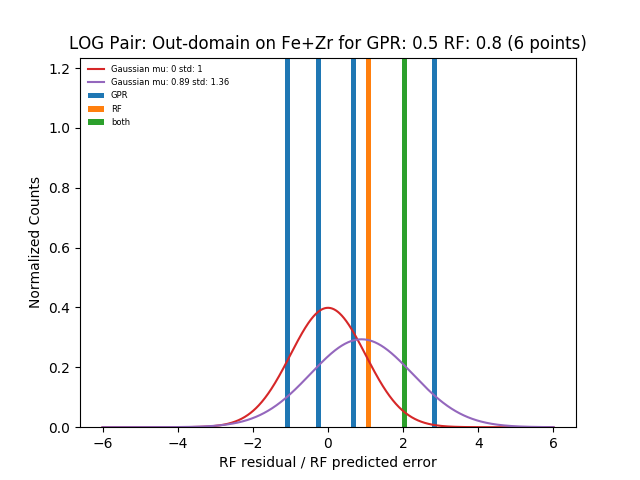 LOG Pair: Out-domain on Fe+Zr for GPR: 0.5 RF: 0.8 (6 points)
Gaussian mu: 0 std: 1
Gaussian mu: 0.89 std: 1.36
GPR
RF
both
Normalized Counts
1.2
1.0
0.8
0.6
0.4
0.2
0.0
−6 −4 −2 0 2 4 6
RF residual / RF predicted error